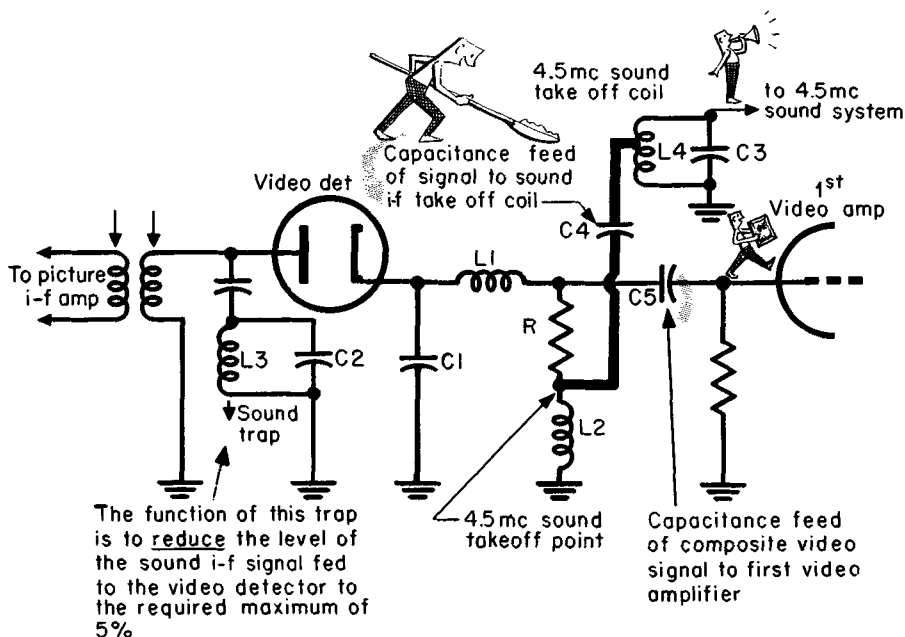 4.5mc sound
take off coil
to 4.5mc
sound system
L4
C3
Capacitance feed
of signal to sound
i-f take off coil
Video det
1st
Video amp
C4
To picture
i-f amp
L1
C5
R
L3
C2
C1
Sound
trap
L2
The function of this trap
is to reduce the level of
the sound i-f signal fed
to the video detector to
the required maximum of
5%
4.5mc sound
takeoff point
Capacitance feed
of composite video
signal to first video
amplifier